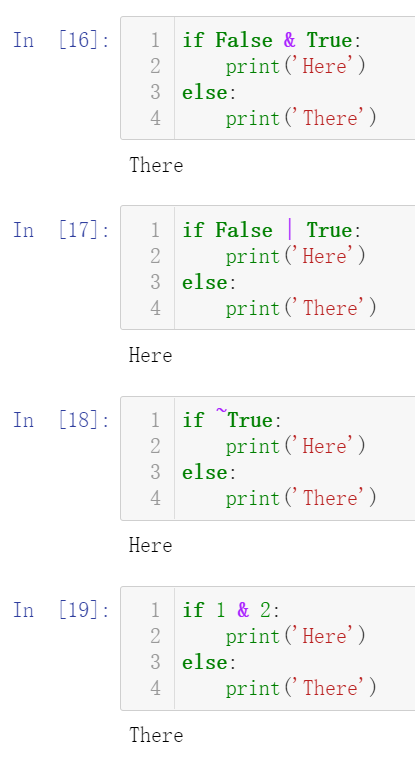 In [16]: 1 if False & True:
2     print('Here')
3 else:
4     print('There')
There
In [17]: 1 if False | True:
2     print('Here')
3 else:
4     print('There')
Here
In [18]: 1 if ~True:
2     print('Here')
3 else:
4     print('There')
Here
In [19]: 1 if 1 & 2:
2     print('Here')
3 else:
4     print('There')
There